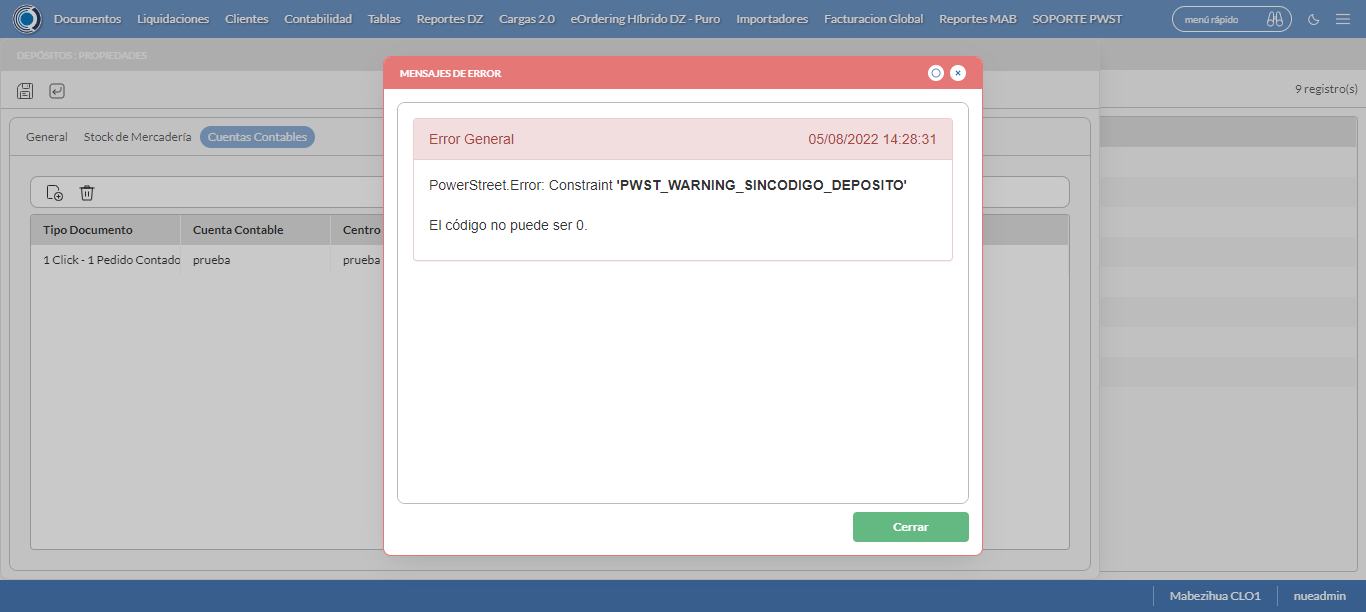 Documentos Liquidaciones Clientes Contabilidad Tablas Reportes DZ Cargas 2.0 eOrdering Híbrido DZ - Puro Importadores Facturacion Global Reportes MAB SOPORTE PWST menú rápido
DEPÓSITOS : PROPIEDADES
MENSAJES DE ERROR
9 registro(s)
General Stock de Mercadería Cuentas Contables
Error General 05/08/2022 14:28:31
PowerStreet.Error: Constraint 'PWST_WARNING_SINCODIGO_DEPOSITO'
El código no puede ser 0.
Tipo Documento Cuenta Contable Centro
1 Click - 1 Pedido Contado prueba prueba
Cerrar
Mabezihua CLO1 nueadmin